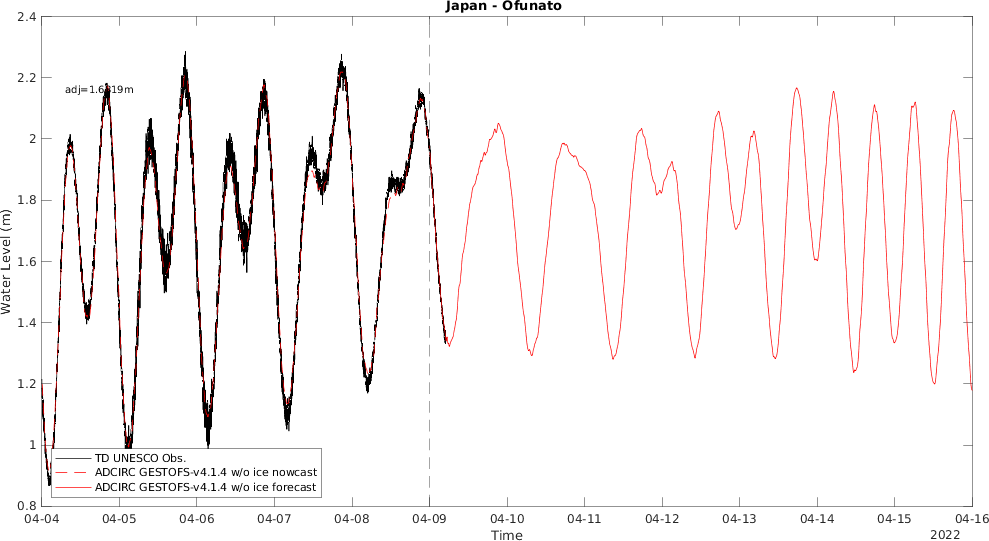 Japan - Ofunato
2.4
2.2
2
1.8
1.6
1.4
1.2
1
0.8
Water Level (m)
TD UNESCO Obs.
ADCIRC GESTOFS-v4.1.4 w/o ice nowcast
ADCIRC GESTOFS-v4.1.4 w/o ice forecast
04-04 04-05 04-06 04-07 04-08 04-09 04-10 04-11 04-12 04-13 04-14 04-15 04-16
Time
2022